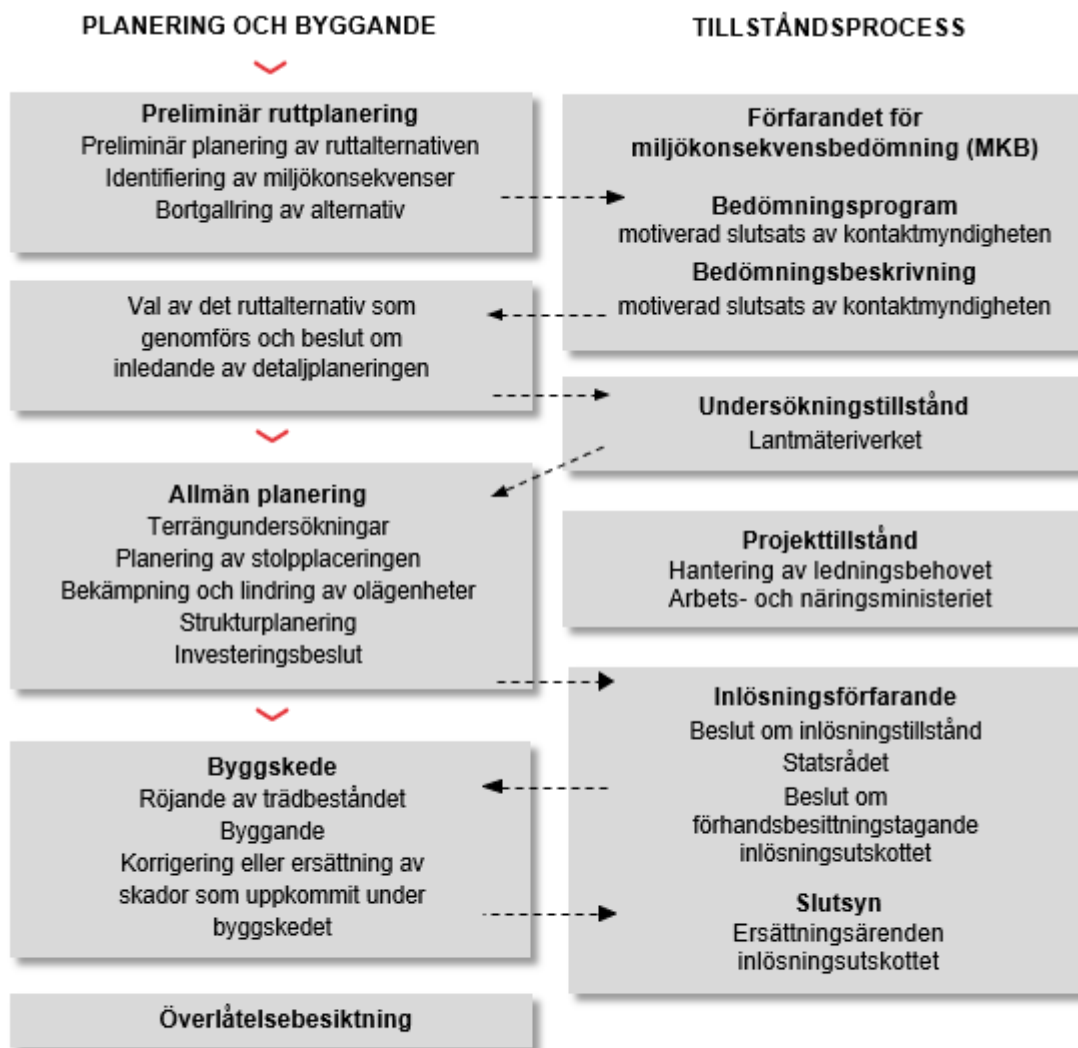 PLANERING OCH BYGGANDE
Preliminär ruttplanering
Preliminär planering av ruttalternativen
Identifiering av miljökonsekvenser
Bortgallring av alternativ
Val av det ruttalternativ som
genomförs och beslut om
inledande av detaljplaneringen
Allmän planering
Terrängundersökningar
Planering av stolpplaceringen
Bekämpning och lindring av olägenheter
Strukturplanering
Investeringsbeslut
Byggskede
Röjande av trädbeståndet
Byggande
Korrigering eller ersättning av
skador som uppkommit under
byggskedet
Överlåtelsebesiktning
TILLSTÅNDSPROCESS
Förfarandet för
miljökonsekvensbedömning (MKB)
Bedömningsprogram
motiverad slutsats av kontaktmyndigheten
Bedömningsbeskrivning
motiverad slutsats av kontaktmyndigheten
Undersökningstillstånd
Lantmäteriverket
Projekttillstånd
Hantering av ledningsbehovet
Arbets- och näringsministeriet
Inlösningsförfarande
Beslut om inlösningstillstånd
Statsrådet
Beslut om
förhandsbesittningstagande
inlösningsutskottet
Slutsyn
Ersättningsärenden
inlösningsutskottet